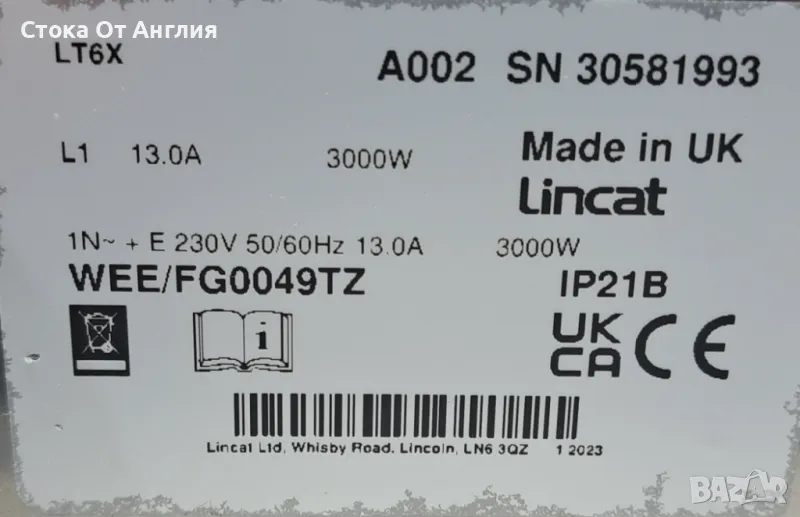 Стока От Англия
LT6X
A002 SN 30581993
L1 13.0A 3000W
Made in UK
Lincat
1N~ + E 230V 50/60Hz 13.0A 3000W
WEE/FG0049TZ IP21B
i
UK
CA CE
Lincat Ltd, Whisby Road. Lincoln, LN6 3QZ 1 2023
BAZAR